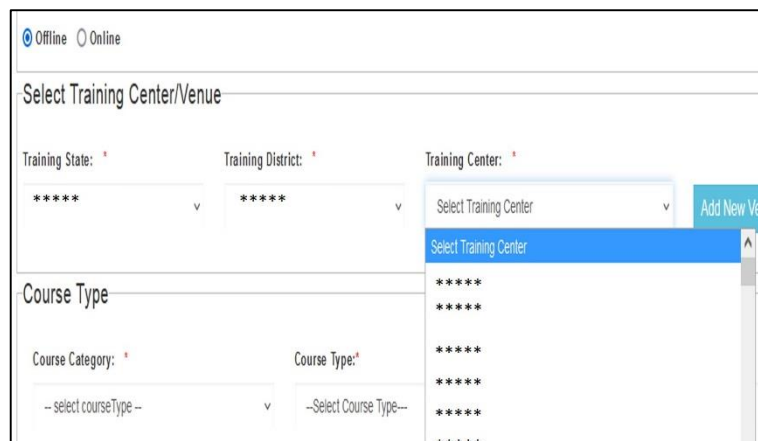 Offline Online
Select Training Center/Venue
Training State: * Training District: * Training Center: *
***** ***** Select Training Center Add New
Select Training Center
*****
*****
Course Type
*****
Course Category: * Course Type:*
*****
-- select courseType -- --Select Course Type---
*****